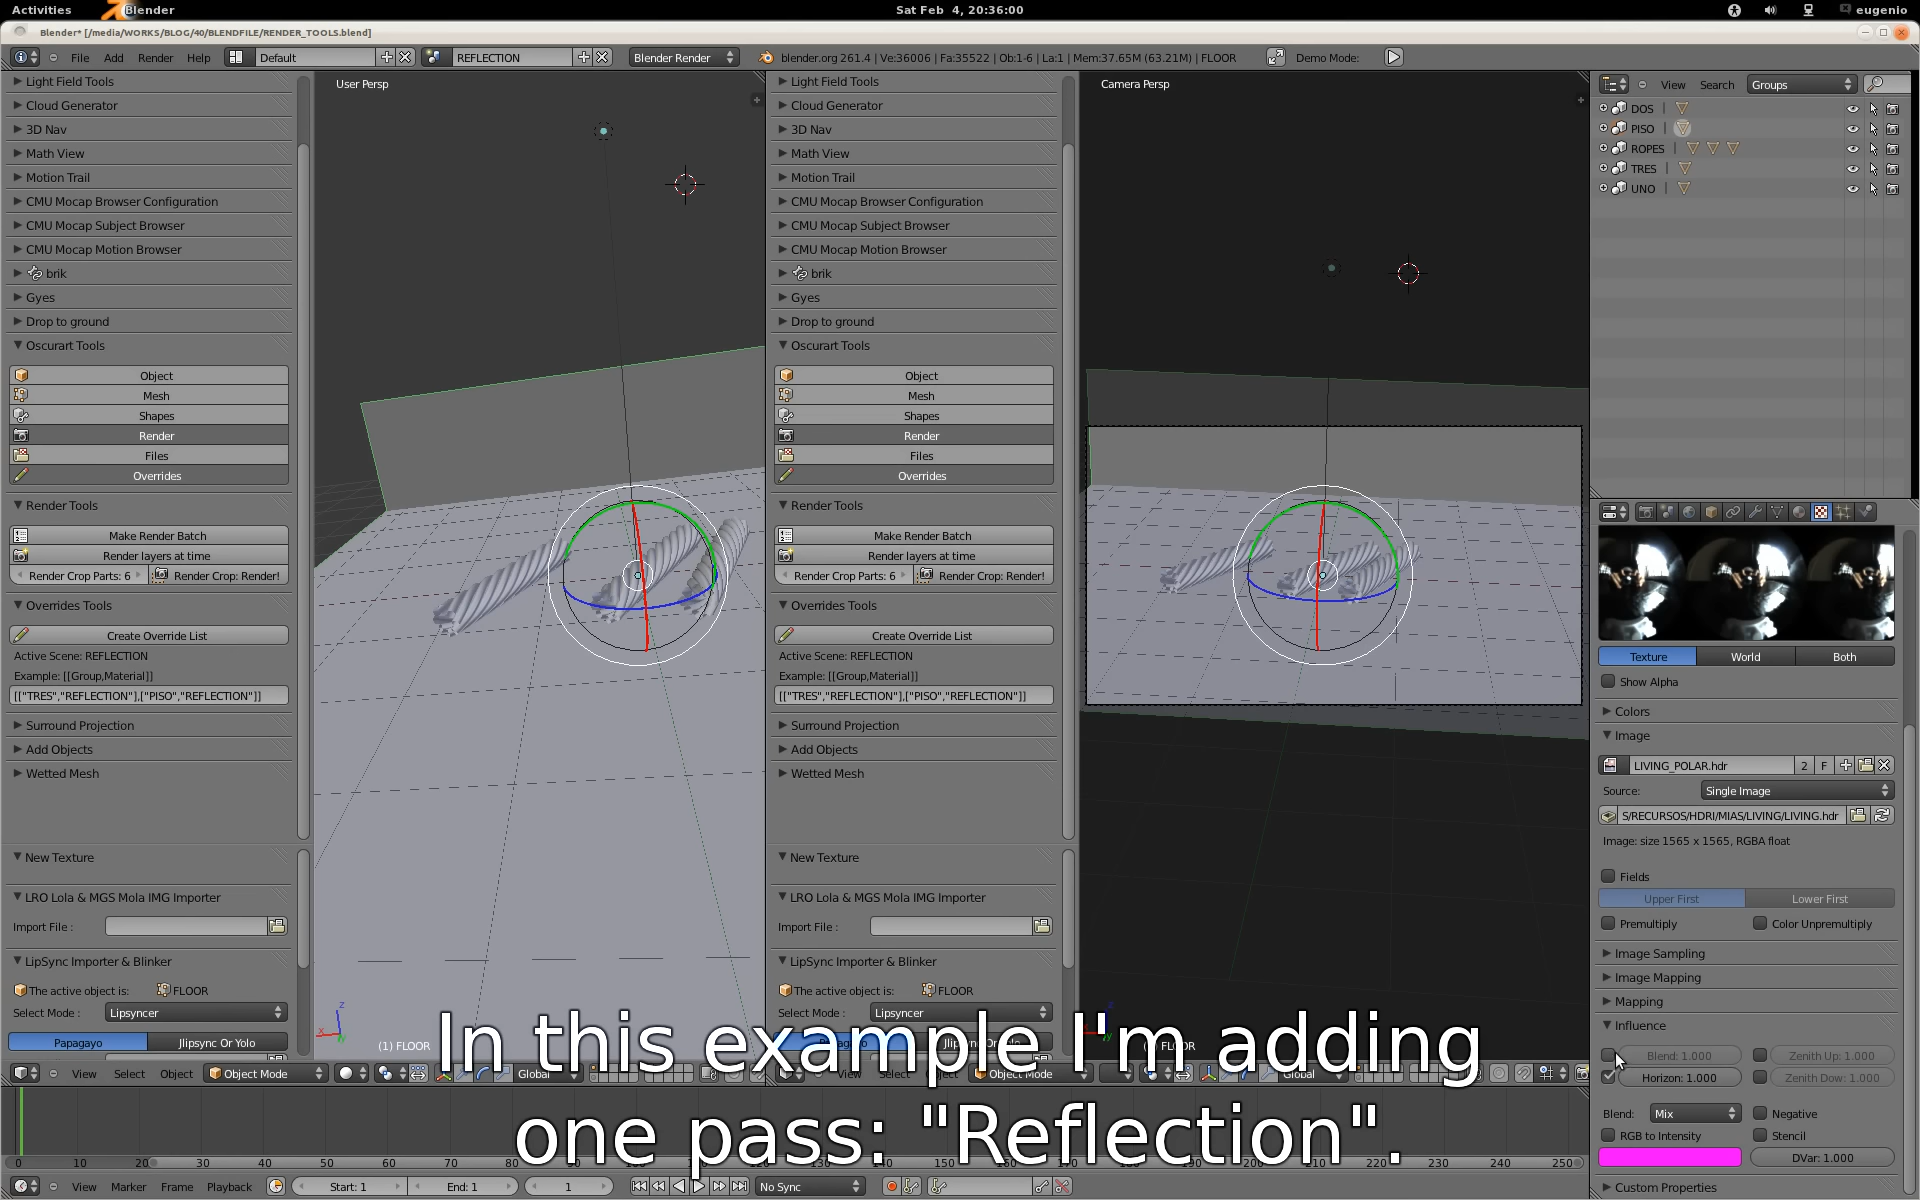 Activities
Blender
Sat Feb 4, 20:36:00
eugenio
Blender* [/media/WORKS/BLOG/40/BLENDFILE/RENDER_TOOLS.blend]
File Add Render Help
Default
REFLECTION
Blender Render
blender.org 261.4 | Ve:36006 | Fa:35522 | Ob:1-6 | La:1 | Mem:37.65M (63.21M) | FLOOR
Demo Mode:
Light Field Tools
Cloud Generator
3D Nav
Math View
Motion Trail
CMU Mocap Browser Configuration
CMU Mocap Subject Browser
CMU Mocap Motion Browser
brik
Gyes
Drop to ground
Oscurart Tools
Object
Mesh
Shapes
Render
Files
Overrides
Render Tools
Make Render Batch
Render layers at time
Render Crop Parts: 6
Render Crop: Render!
Overrides Tools
Create Override List
Active Scene: REFLECTION
Example: [[Group,Material]]
[["TRES","REFLECTION"],["PISO","REFLECTION"]]
Surround Projection
Add Objects
Wetted Mesh
New Texture
LRO Lola & MGS Mola IMG Importer
Import File :
LipSync Importer & Blinker
The active object is: FLOOR
Select Mode : Lipsyncer
Papagayo
Jlipsync Or Yolo
User Persp
(1) FLOOR
View Select Object
Object Mode
Global
Light Field Tools
Cloud Generator
3D Nav
Math View
Motion Trail
CMU Mocap Browser Configuration
CMU Mocap Subject Browser
CMU Mocap Motion Browser
brik
Gyes
Drop to ground
Oscurart Tools
Object
Mesh
Shapes
Render
Files
Overrides
Render Tools
Make Render Batch
Render layers at time
Render Crop Parts: 6
Render Crop: Render!
Overrides Tools
Create Override List
Active Scene: REFLECTION
Example: [[Group,Material]]
[["TRES","REFLECTION"],["PISO","REFLECTION"]]
Surround Projection
Add Objects
Wetted Mesh
New Texture
LRO Lola & MGS Mola IMG Importer
Import File :
LipSync Importer & Blinker
The active object is: FLOOR
Select Mode : Lipsyncer
Camera Persp
FLOOR
View Select Object
Object Mode
Global
View Search
Groups
DOS
PISO
ROPES
TRES
UNO
Texture
World
Both
Show Alpha
Colors
Image
LIVING_POLAR.hdr
2
F
Source: Single Image
S/RECURSOS/HDRI/MIAS/LIVING/LIVING.hdr
Image: size 1565 x 1565, RGBA float
Fields
Upper First
Lower First
Premultiply
Color Unpremultiply
Image Sampling
Image Mapping
Mapping
Influence
Blend: 1.000
Zenith Up: 1.000
Horizon: 1.000
Zenith Dow: 1.000
Blend: Mix
Negative
RGB to Intensity
Stencil
DVar: 1.000
Custom Properties
In this example I'm adding
one pass: "Reflection".
0 10 20 30 40 50 60 70 80 90 100 110 120 130 140 150 160 170 180 190 200 210 220 230 240 250
View Marker Frame Playback
Start: 1
End: 1
1
No Sync